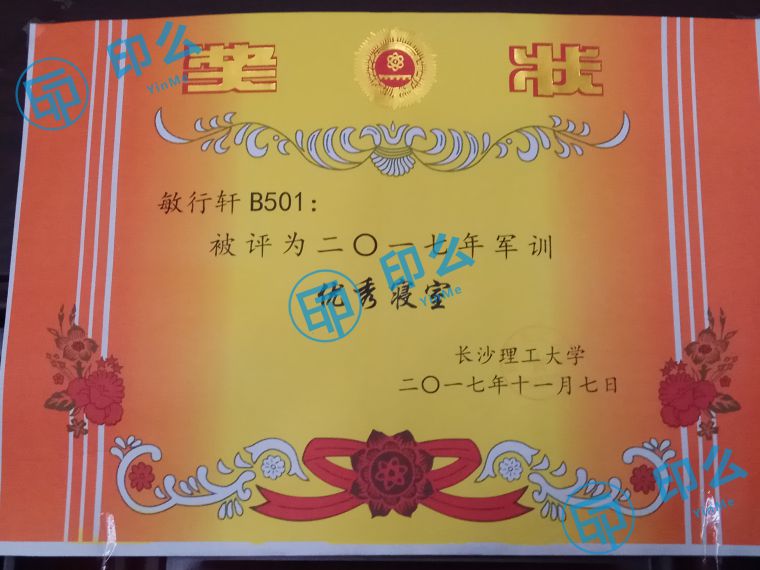 奖状
印么
YinMe
敏行轩 B501：
被评为二〇一七年军训
优秀寝室
印么
YinMe
长沙理工大学
二〇一七年十一月七日
印么
YinMe